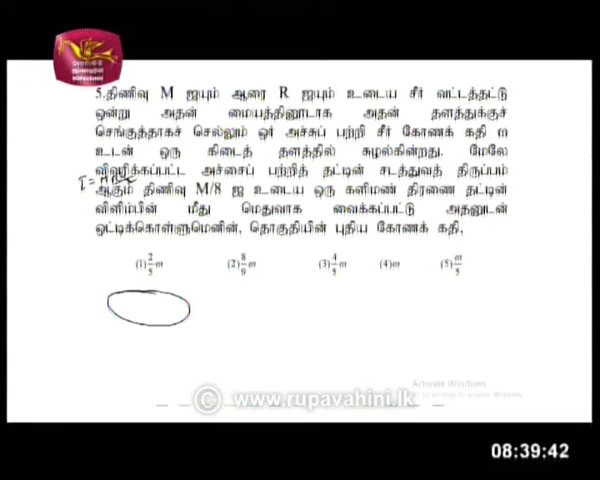 5.திணிவு M ஐயும் ஆரை R ஐயும் உடைய சீர் வட்டத்தட்டு
ஒன்று அதன் மையத்தினூடாக அதன் தளத்துக்குச்
செங்குத்தாகச் செல்லும் ஓர் அச்சுப் பற்றி சீர் கோணக் கதி ω
உடன் ஒரு கிடைத் தளத்தில் சுழல்கின்றது. மேலே
விவரிக்கப்பட்ட அச்சைப் பற்றித் தட்டின் சடத்துவத் திருப்பம்
ஆகும் திணிவு M/8 ஐ உடைய ஒரு களிமண் திரணை தட்டின்
விளிம்பின் மீது மெதுவாக வைக்கப்பட்டு அதனுடன்
ஒட்டிக்கொள்ளுமெனின், தொகுதியின் புதிய கோணக் கதி,
(1) 2/5 ω (2) 8/9 ω (3) 4/5 ω (4) ω (5) ω/5
Activate Windows
© www.rupavahini.lk
08:39:42